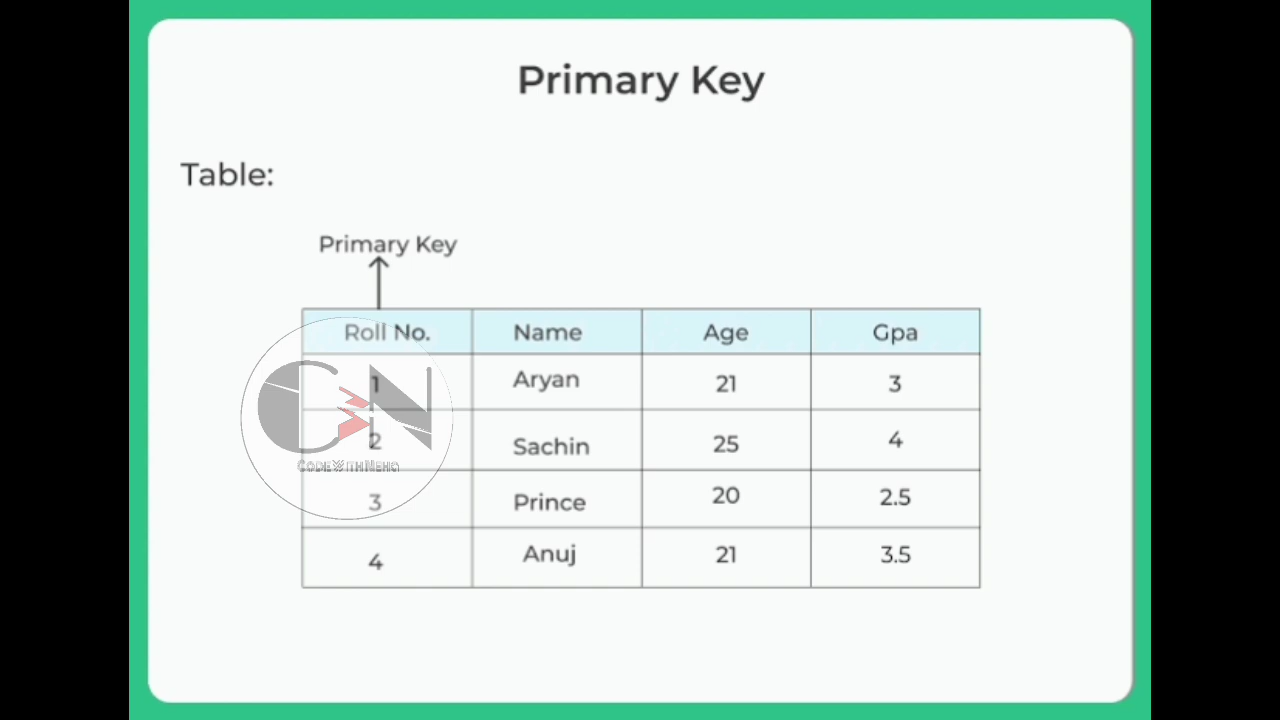 Primary Key
Table:
Primary Key
Roll No. Name Age Gpa
1 Aryan 21 3
2 Sachin 25 4
CODEWITHNEHO
3 Prince 20 2.5
4 Anuj 21 3.5